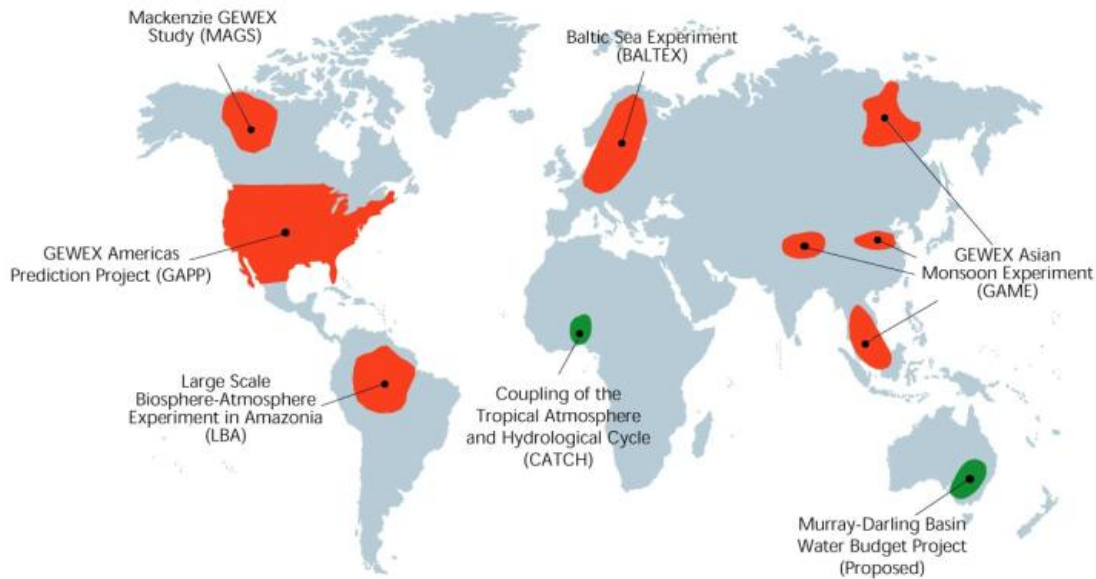 Mackenzie GEWEX
Study (MAGS)
Baltic Sea Experiment
(BALTEX)
GEWEX Americas
Prediction Project (GAPP)
GEWEX Asian
Monsoon Experiment
(GAME)
Large Scale
Biosphere-Atmosphere
Experiment in Amazonia
(LBA)
Coupling of the
Tropical Atmosphere
and Hydrological Cycle
(CATCH)
Murray-Darling Basin
Water Budget Project
(Proposed)